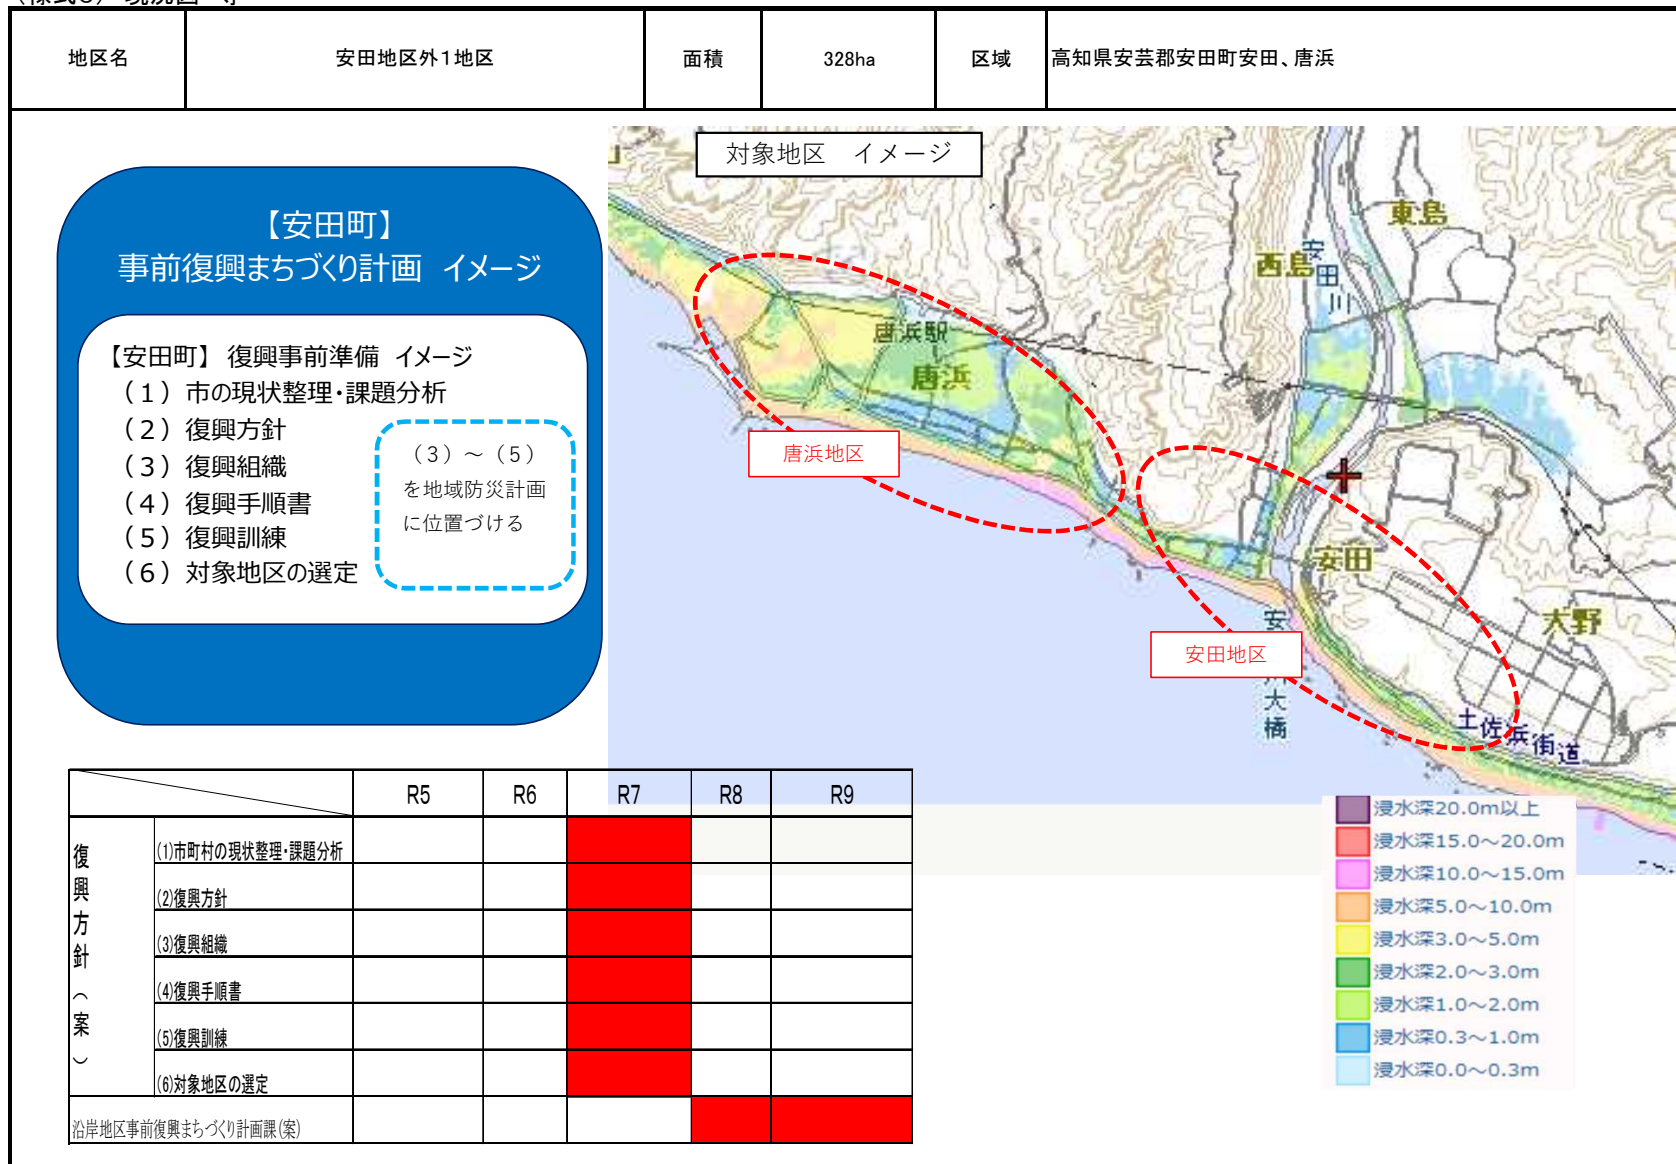 地区名 安田地区外1地区 面積 328ha 区域 高知県安芸郡安田町安田、唐浜
対象地区　イメージ
【安田町】
事前復興まちづくり計画　イメージ
【安田町】 復興事前準備　イメージ
（１）市の現状整理・課題分析
（２）復興方針
（３）復興組織
（４）復興手順書
（５）復興訓練
（６）対象地区の選定
（３）～（５）
を地域防災計画
に位置づける
東島
西島
安田川
唐浜駅
唐浜
唐浜地区
安田
大野
安田地区
大橋
土佐浜街道
R5 R6 R7 R8 R9
復興方針（案）
(1)市町村の現状整理・課題分析
(2)復興方針
(3)復興組織
(4)復興手順書
(5)復興訓練
(6)対象地区の選定
沿岸地区事前復興まちづくり計画課(案)
浸水深20.0m以上
浸水深15.0～20.0m
浸水深10.0～15.0m
浸水深5.0～10.0m
浸水深3.0～5.0m
浸水深2.0～3.0m
浸水深1.0～2.0m
浸水深0.3～1.0m
浸水深0.0～0.3m